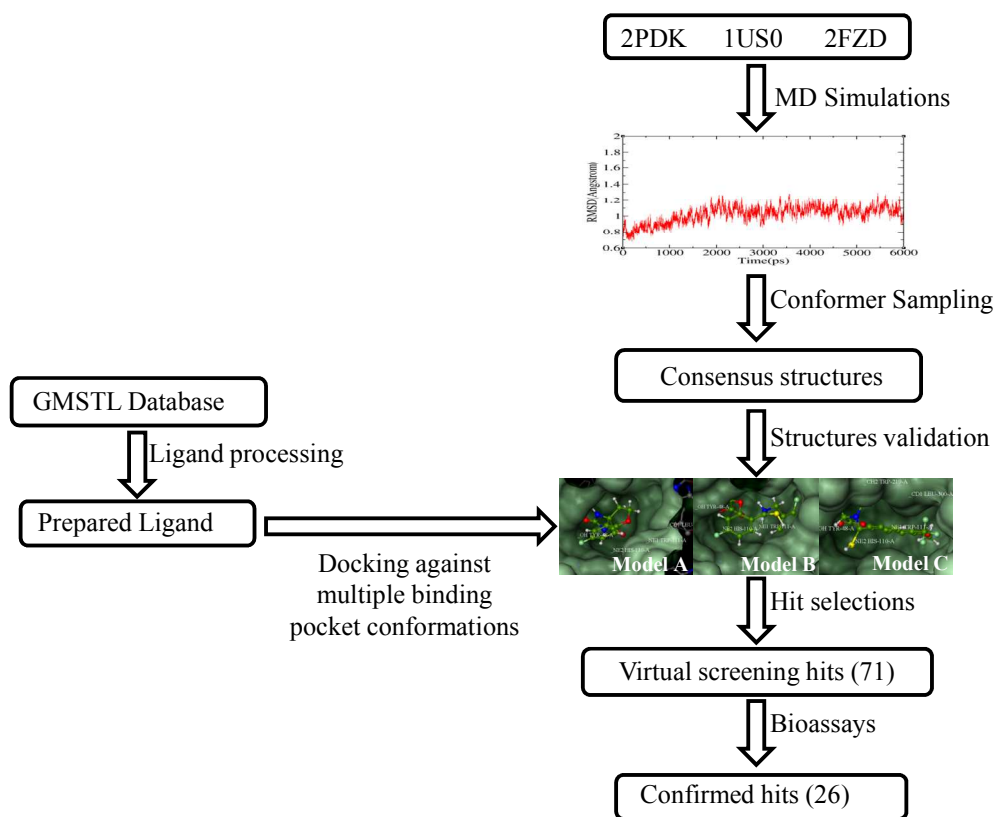 2PDK 1US0 2FZD
MD Simulations
RMSD(Angstrom)
2
1.8
1.6
1.4
1.2
1
0.8
0.6
0 1000 2000 3000 4000 5000 6000
Time(ps)
Conformer Sampling
Consensus structures
GMSTL Database
Structures validation
Ligand processing
Prepared Ligand
Model A
Model B
Model C
Docking against
multiple binding
pocket conformations
Hit selections
Virtual screening hits (71)
Bioassays
Confirmed hits (26)